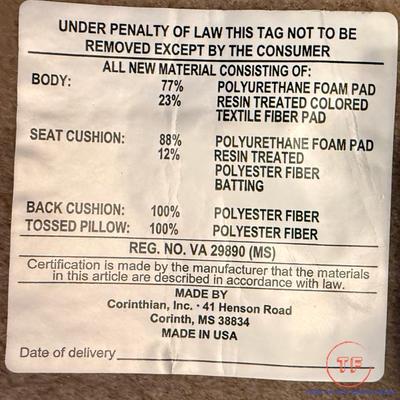 UNDER PENALTY OF LAW THIS TAG NOT TO BE
REMOVED EXCEPT BY THE CONSUMER
ALL NEW MATERIAL CONSISTING OF:
BODY: 77% POLYURETHANE FOAM PAD
23% RESIN TREATED COLORED
TEXTILE FIBER PAD
SEAT CUSHION: 88% POLYURETHANE FOAM PAD
12% RESIN TREATED
POLYESTER FIBER
BATTING
BACK CUSHION: 100% POLYESTER FIBER
TOSSED PILLOW: 100% POLYESTER FIBER
REG. NO. VA 29890 (MS)
Certification is made by the manufacturer that the materials
in this article are described in accordance with law.
MADE BY
Corinthian, Inc. · 41 Henson Road
Corinth, MS 38834
MADE IN USA
Date of delivery
TF